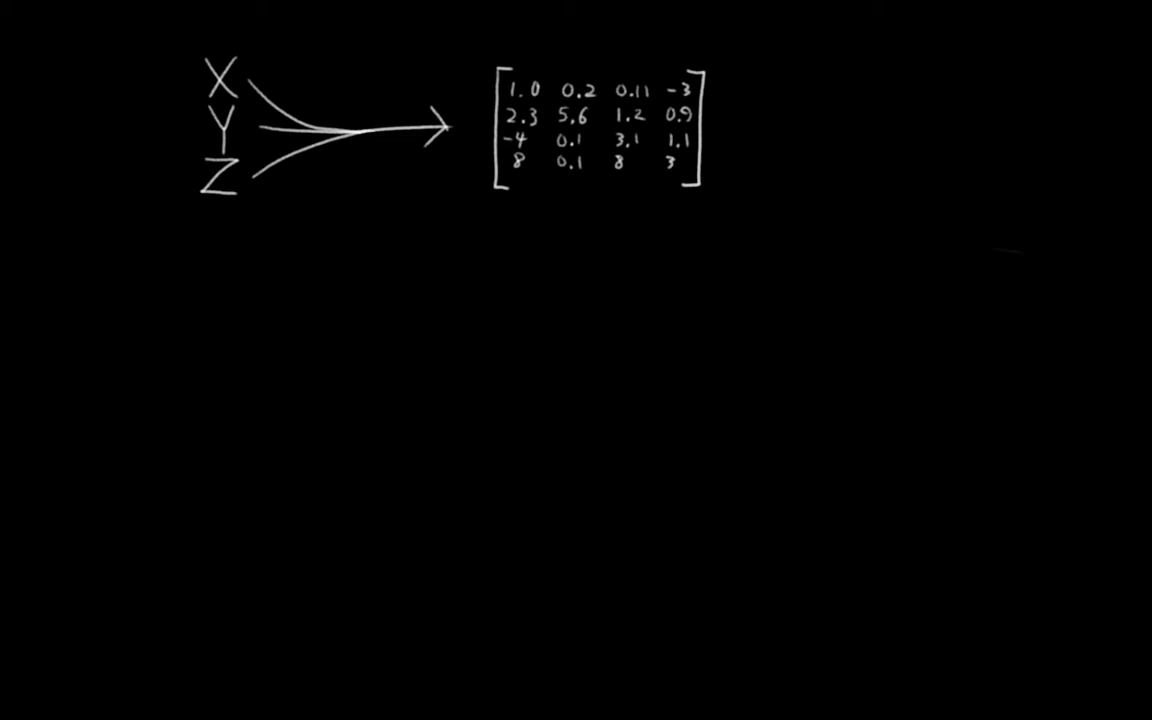 X
Y
Z
1.0 0.2 0.11 -3
2.3 5.6 1.2 0.9
-4 0.1 3.1 1.1
8 0.1 8 3